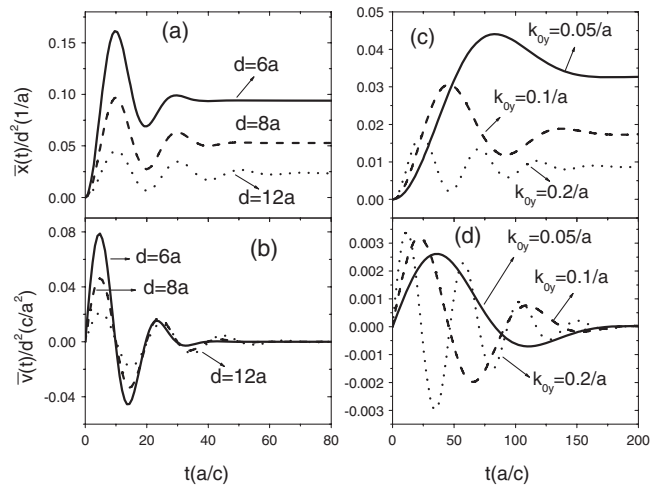 (a)
x̅(t)/d²(1/a)
0.15
0.10
0.05
0.00
d=6a
d=8a
d=12a
(b)
v̅(t)/d²(c/a²)
0.08
0.04
0.00
-0.04
d=6a
d=8a
d=12a
0 20 40 60 80
t(a/c)
(c)
0.05
0.04
0.03
0.02
0.01
0.00
k₀y=0.05/a
k₀y=0.1/a
k₀y=0.2/a
(d)
0.003
0.002
0.001
0.000
-0.001
-0.002
-0.003
k₀y=0.05/a
k₀y=0.1/a
k₀y=0.2/a
0 50 100 150 200
t(a/c)